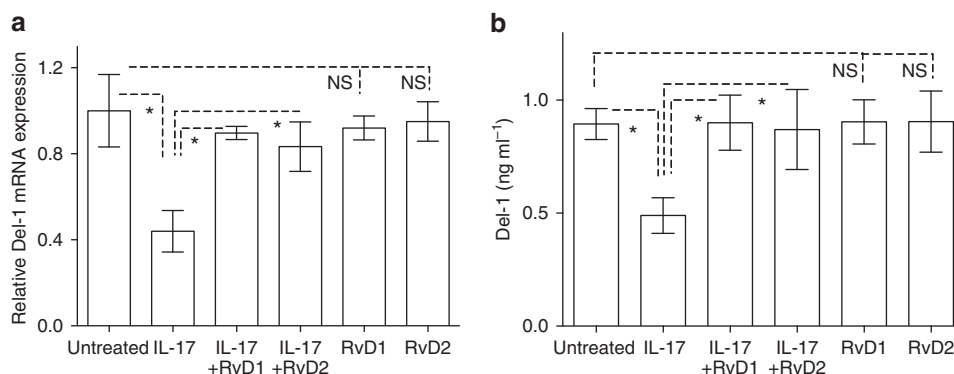 a
Relative Del-1 mRNA expression
1.2
0.8
0.4
0.0
*
*
*
NS
NS
Untreated IL-17 IL-17 IL-17 RvD1 RvD2
+RvD1 +RvD2
b
Del-1 (ng ml⁻¹)
1.0
0.5
0.0
*
*
*
NS
NS
Untreated IL-17 IL-17 IL-17 RvD1 RvD2
+RvD1 +RvD2